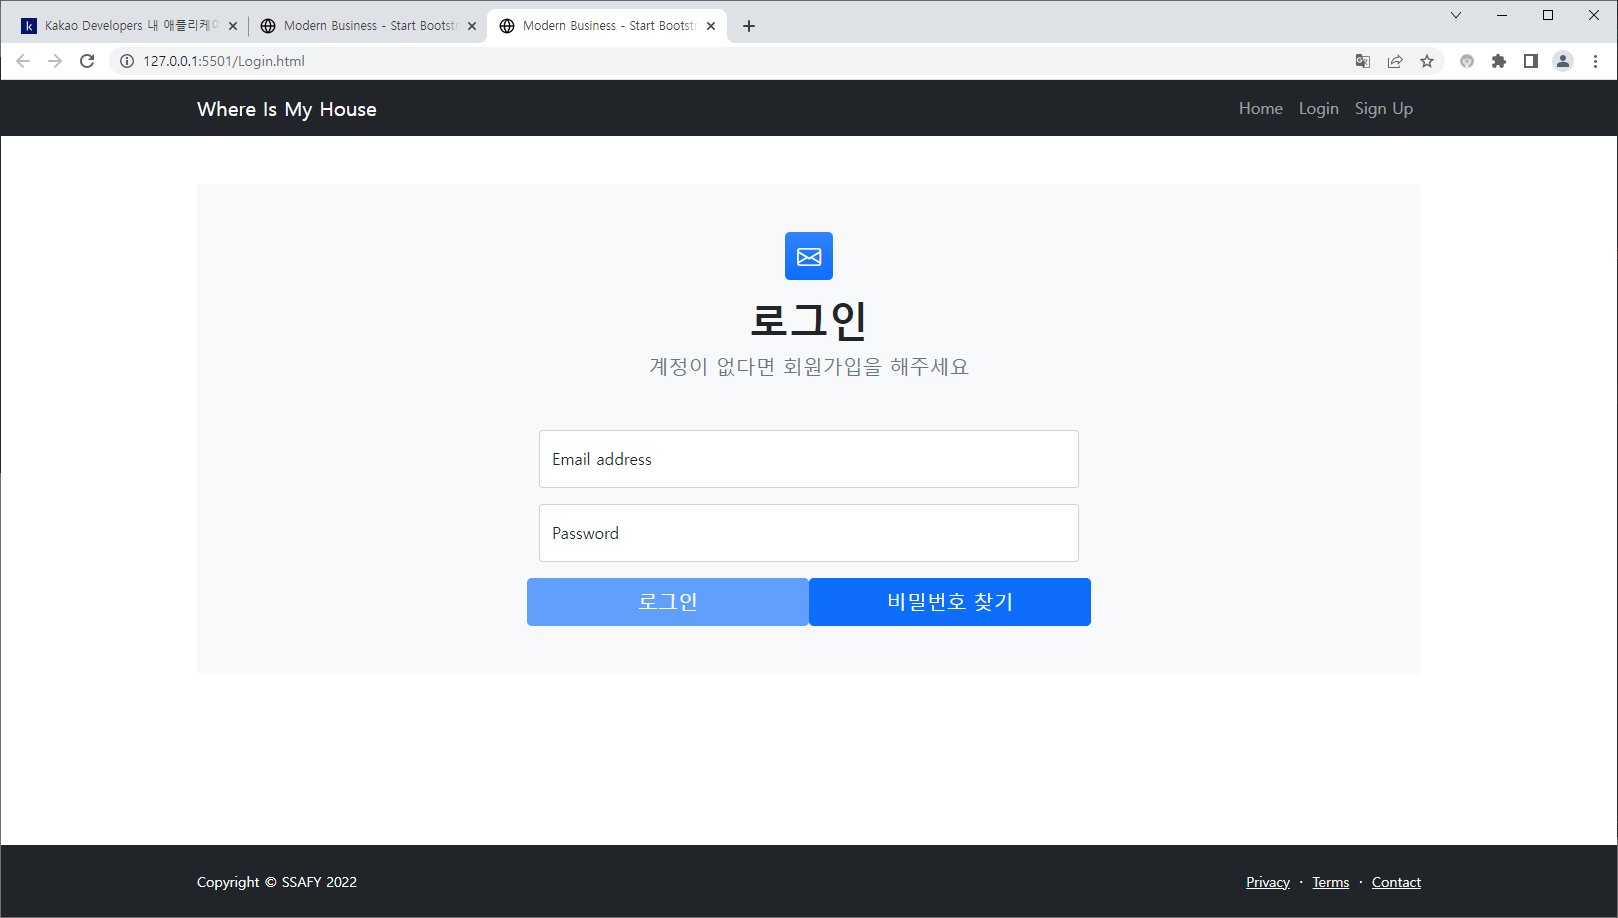 Kakao Developers 내 애플리케이
Modern Business - Start Bootst
Modern Business - Start Bootst
127.0.0.1:5501/Login.html
Where Is My House
Home Login Sign Up
로그인
계정이 없다면 회원가입을 해주세요
Email address
Password
로그인 비밀번호 찾기
Copyright © SSAFY 2022
Privacy · Terms · Contact